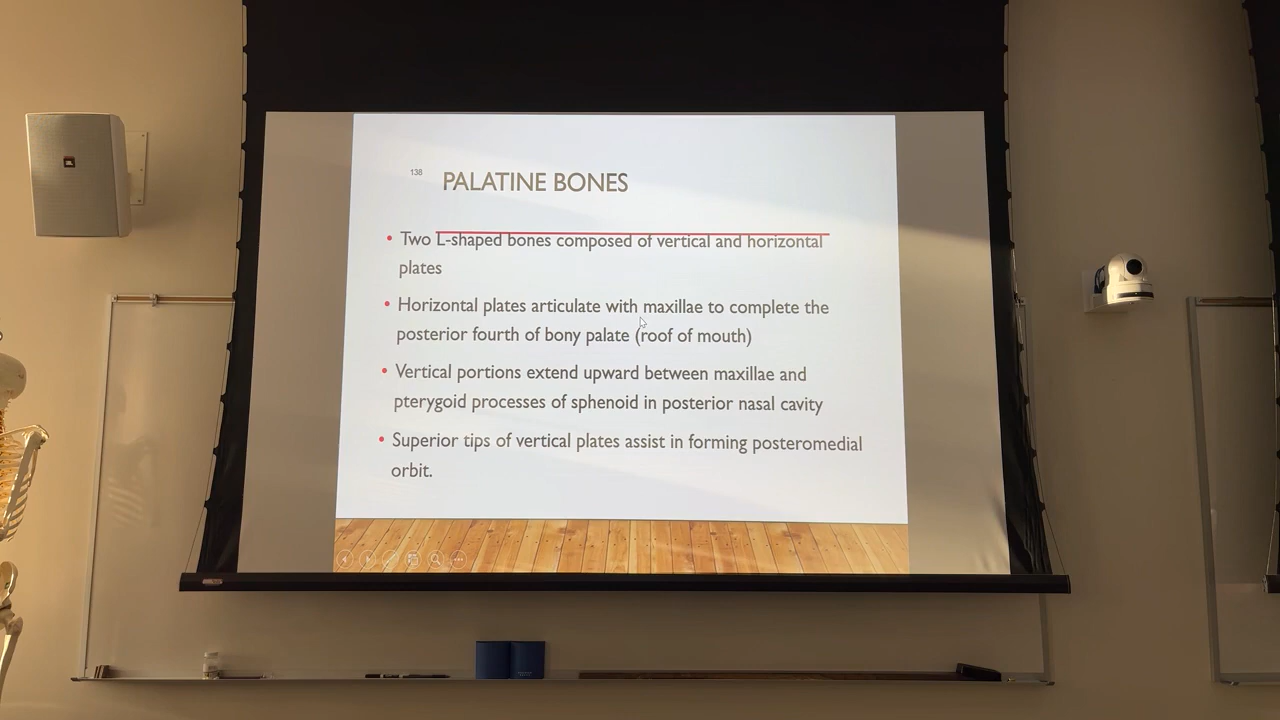 138
PALATINE BONES
• Two L-shaped bones composed of vertical and horizontal
plates
• Horizontal plates articulate with maxillae to complete the
posterior fourth of bony palate (roof of mouth)
• Vertical portions extend upward between maxillae and
pterygoid processes of sphenoid in posterior nasal cavity
• Superior tips of vertical plates assist in forming posteromedial
orbit.